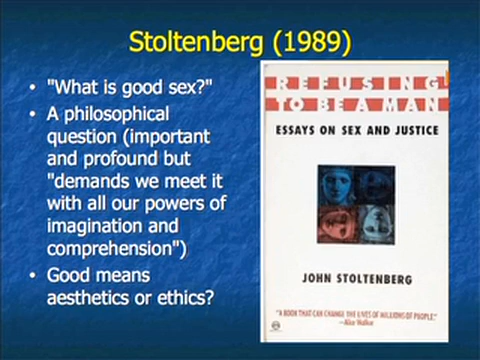 Stoltenberg (1989)
• "What is good sex?"
• A philosophical
question (important
and profound but
"demands we meet it
with all our powers of
imagination and
comprehension")
• Good means
aesthetics or ethics?
REFUSING
TO BE A MAN
ESSAYS ON SEX AND JUSTICE
JOHN STOLTENBERG
"A BOOK THAT CAN CHANGE THE LIVES OF MILLIONS OF PEOPLE."
—Alice Walker